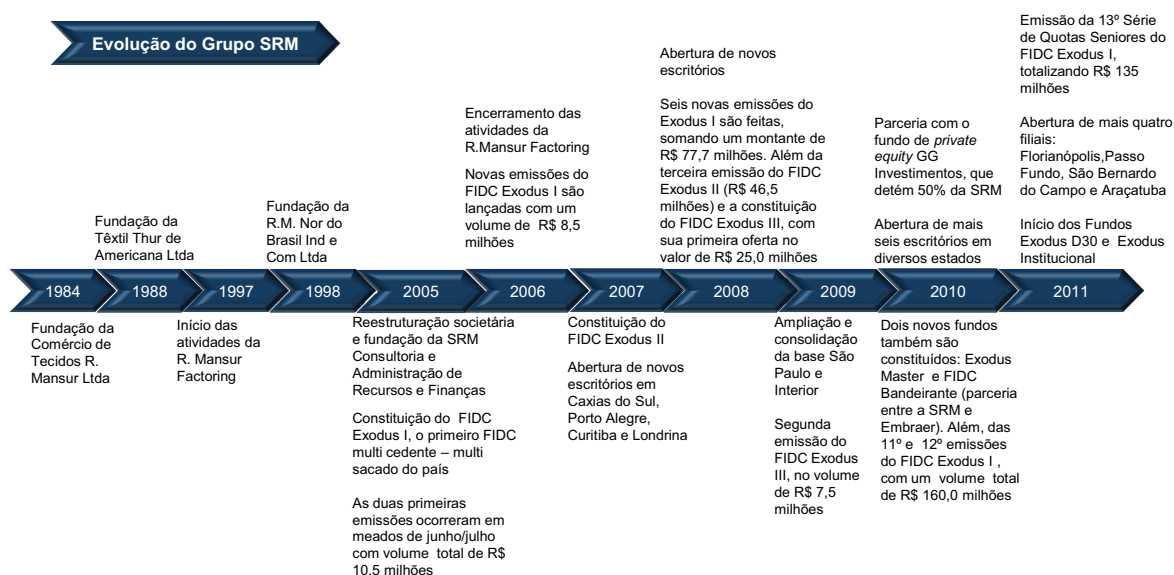 Evolução do Grupo SRM
Fundação da
Têxtil Thur de
Americana Ltda
Fundação da
R.M. Nor do
Brasil Ind e
Com Ltda
Encerramento das
atividades da
R.Mansur Factoring
Novas emissões do
FIDC Exodus I são
lançadas com um
volume de R$ 8,5
milhões
Abertura de novos
escritórios
Seis novas emissões do
Exodus I são feitas,
somando um montante de
R$ 77,7 milhões. Além da
terceira emissão do FIDC
Exodus II (R$ 46,5
milhões) e a constituição
do FIDC Exodus III, com
sua primeira oferta no
valor de R$ 25,0 milhões
Parceria com o
fundo de private
equity GG
Investimentos, que
detém 50% da SRM
Abertura de mais
seis escritórios em
diversos estados
Emissão da 13º Série
de Quotas Seniores do
FIDC Exodus I,
totalizando R$ 135
milhões
Abertura de mais quatro
filiais:
Florianópolis,Passo
Fundo, São Bernardo
do Campo e Araçatuba
Início dos Fundos
Exodus D30 e Exodus
Institucional
1984 1988 1997 1998 2005 2006 2007 2008 2009 2010 2011
Fundação da
Comércio de
Tecidos R.
Mansur Ltda
Início das
atividades da
R. Mansur
Factoring
Reestruturação societária
e fundação da SRM
Consultoria e
Administração de
Recursos e Finanças
Constituição do FIDC
Exodus I, o primeiro FIDC
multi cedente – multi
sacado do país
As duas primeiras
emissões ocorreram em
meados de junho/julho
com volume total de R$
10,5 milhões
Constituição do
FIDC Exodus II
Abertura de novos
escritórios em
Caxias do Sul,
Porto Alegre,
Curitiba e Londrina
Ampliação e
consolidação
da base São
Paulo e
Interior
Segunda
emissão do
FIDC Exodus
III, no volume
de R$ 7,5
milhões
Dois novos fundos
também são
constituídos: Exodus
Master e FIDC
Bandeirante (parceria
entre a SRM e
Embraer). Além, das
11º e 12º emissões
do FIDC Exodus I ,
com um volume total
de R$ 160,0 milhões